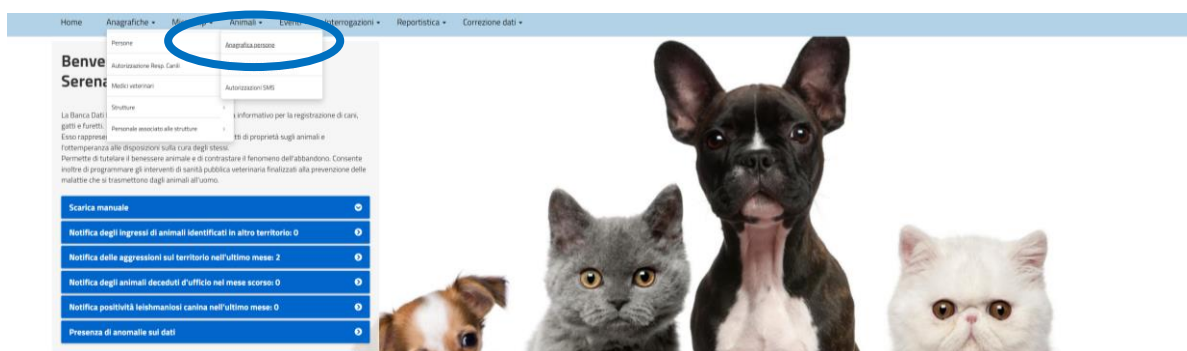 Home Anagrafiche Animali Interrogazioni Reportistica Correzione dati
Persone
Anagrafica persone
Autorizzazione Resp. Canili
Medici veterinari
Autorizzazioni SMS
Strutture
Personale associato alle strutture
La Banca Dati informativo per la registrazione di cani,
gatti e furetti.
Esso di proprietà sugli animali e
l'ottemperanza alle disposizioni sulla cura degli stessi.
Permette di tutelare il benessere animale e di contrastare il fenomeno dell'abbandono. Consente
inoltre di programmare gli interventi di sanità pubblica veterinaria finalizzati alla prevenzione delle
malattie che si trasmettono dagli animali all'uomo.
Scarica manuale
Notifica degli ingressi di animali identificati in altro territorio: 0
Notifica delle aggressioni sul territorio nell'ultimo mese: 2
Notifica degli animali deceduti d'ufficio nel mese scorso: 0
Notifica positività leishmaniosi canina nell'ultimo mese: 0
Presenza di anomalie sui dati